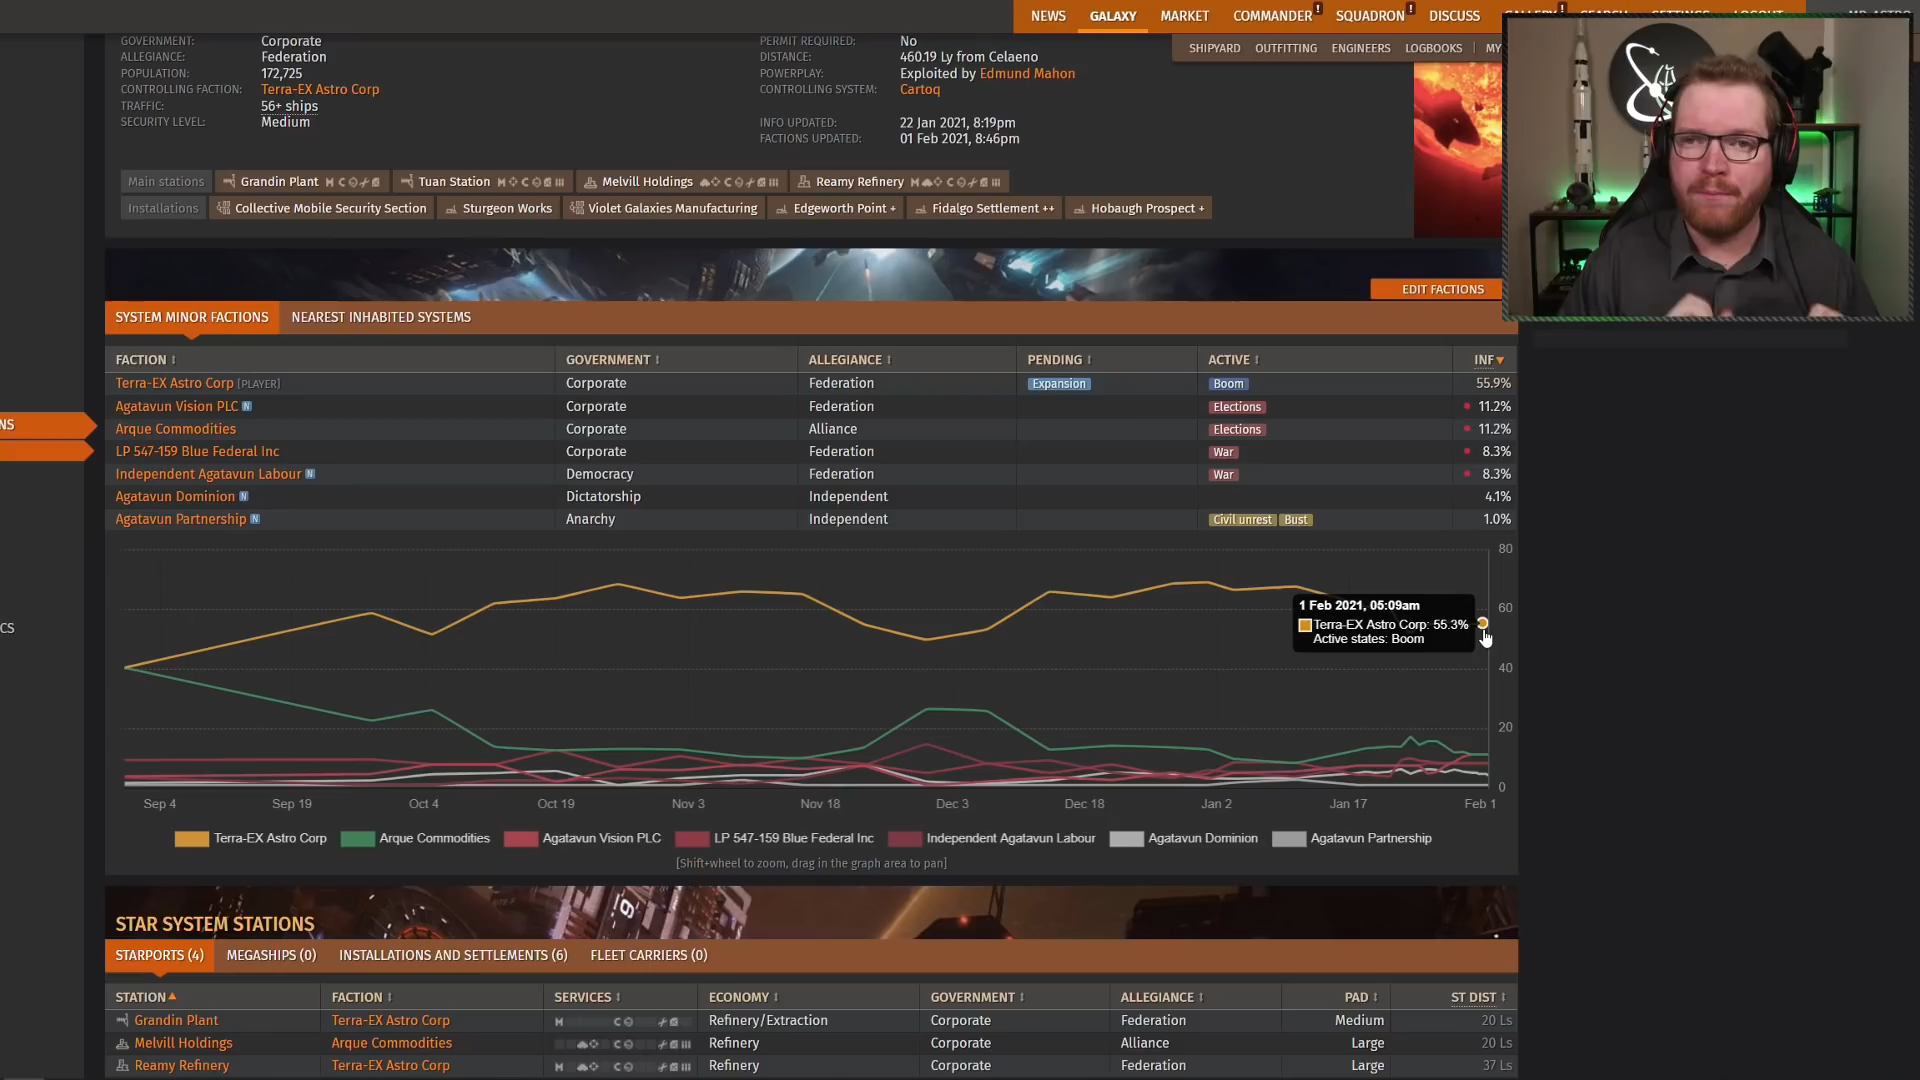 NEWS GALAXY MARKET COMMANDER ! SQUADRON ! DISCUSS GALLERY ! SEARCH SETTINGS LOGOUT
SHIPYARD OUTFITTING ENGINEERS LOGBOOKS MY
GOVERNMENT: Corporate
ALLEGIANCE: Federation
POPULATION: 172,725
CONTROLLING FACTION: Terra-EX Astro Corp
TRAFFIC: 56+ ships
SECURITY LEVEL: Medium
PERMIT REQUIRED: No
DISTANCE: 460.19 Ly from Celaeno
POWERPLAY: Exploited by Edmund Mahon
CONTROLLING SYSTEM: Cartoq
INFO UPDATED: 22 Jan 2021, 8:19pm
FACTIONS UPDATED: 01 Feb 2021, 8:46pm
Main stations Grandin Plant Tuan Station Melvill Holdings Reamy Refinery
Installations Collective Mobile Security Section Sturgeon Works Violet Galaxies Manufacturing Edgeworth Point + Fidalgo Settlement ++ Hobaugh Prospect +
EDIT FACTIONS
SYSTEM MINOR FACTIONS NEAREST INHABITED SYSTEMS
FACTION GOVERNMENT ALLEGIANCE PENDING ACTIVE INF
Terra-EX Astro Corp [PLAYER] Corporate Federation Expansion Boom 55.9%
Agatavun Vision PLC N Corporate Federation Elections 11.2%
Arque Commodities Corporate Alliance Elections 11.2%
LP 547-159 Blue Federal Inc Corporate Federation War 8.3%
Independent Agatavun Labour N Democracy Federation War 8.3%
Agatavun Dominion N Dictatorship Independent 4.1%
Agatavun Partnership N Anarchy Independent Civil unrest Bust 1.0%
NS
CS
80
60
40
20
0
1 Feb 2021, 05:09am
Terra-EX Astro Corp: 55.3%
Active states: Boom
Sep 4 Sep 19 Oct 4 Oct 19 Nov 3 Nov 18 Dec 3 Dec 18 Jan 2 Jan 17 Feb 1
Terra-EX Astro Corp Arque Commodities Agatavun Vision PLC LP 547-159 Blue Federal Inc Independent Agatavun Labour Agatavun Dominion Agatavun Partnership
[Shift+wheel to zoom, drag in the graph area to pan]
STAR SYSTEM STATIONS
STARPORTS (4) MEGASHIPS (0) INSTALLATIONS AND SETTLEMENTS (6) FLEET CARRIERS (0)
STATION FACTION SERVICES ECONOMY GOVERNMENT ALLEGIANCE PAD ST DIST
Grandin Plant Terra-EX Astro Corp Refinery/Extraction Corporate Federation Medium 20 Ls
Melvill Holdings Arque Commodities Refinery Corporate Alliance Large 20 Ls
Reamy Refinery Terra-EX Astro Corp Refinery Corporate Federation Large 37 Ls